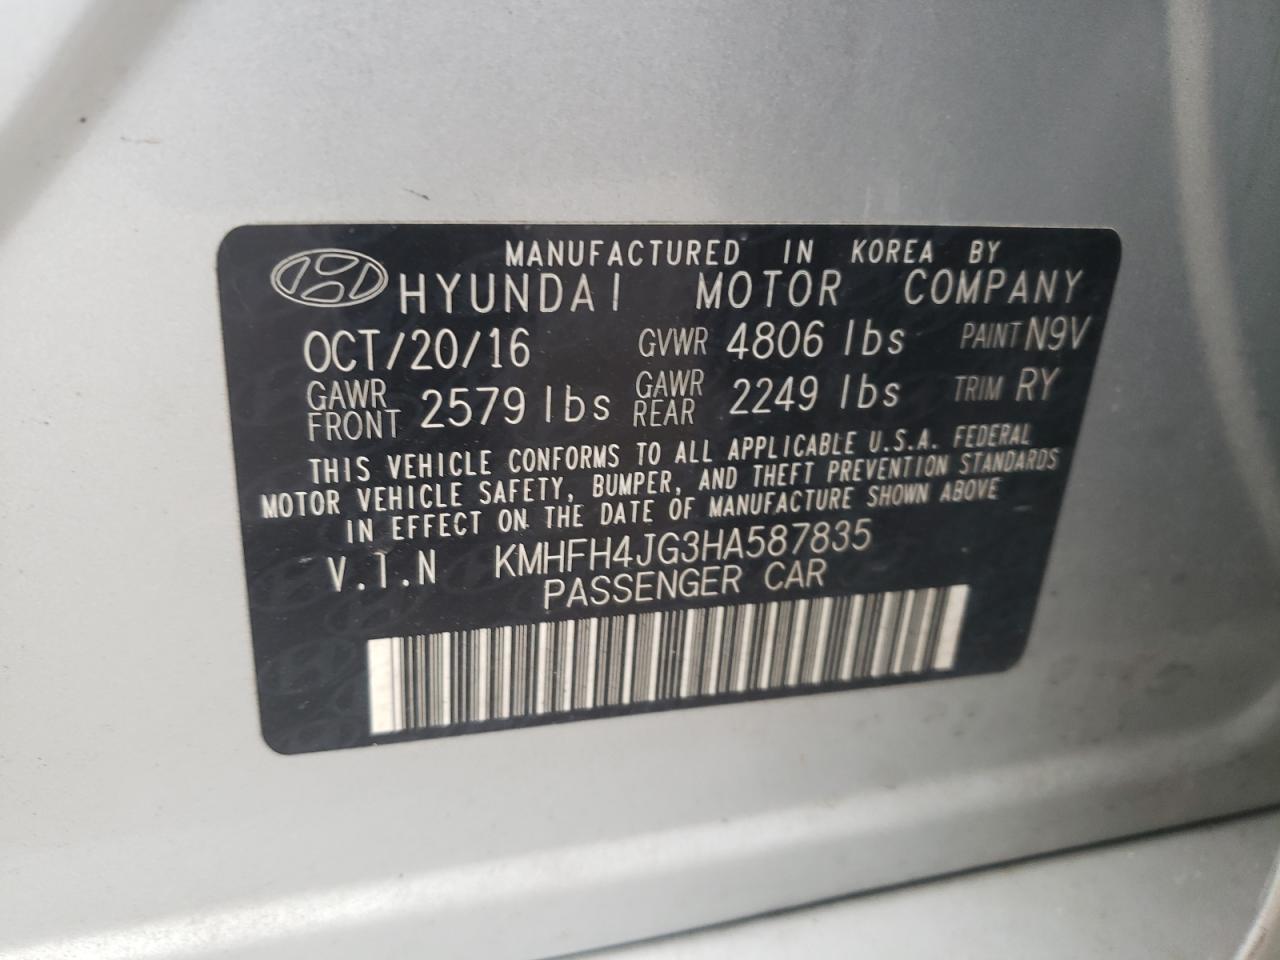 MANUFACTURED IN KOREA BY
HYUNDAI MOTOR COMPANY
OCT/20/16 GVWR 4806 lbs PAINT N9V
GAWR FRONT 2579 lbs GAWR REAR 2249 lbs TRIM RY
THIS VEHICLE CONFORMS TO ALL APPLICABLE U.S.A. FEDERAL
MOTOR VEHICLE SAFETY, BUMPER, AND THEFT PREVENTION STANDARDS
IN EFFECT ON THE DATE OF MANUFACTURE SHOWN ABOVE
V.I.N KMHFH4JG3HA587835
PASSENGER CAR